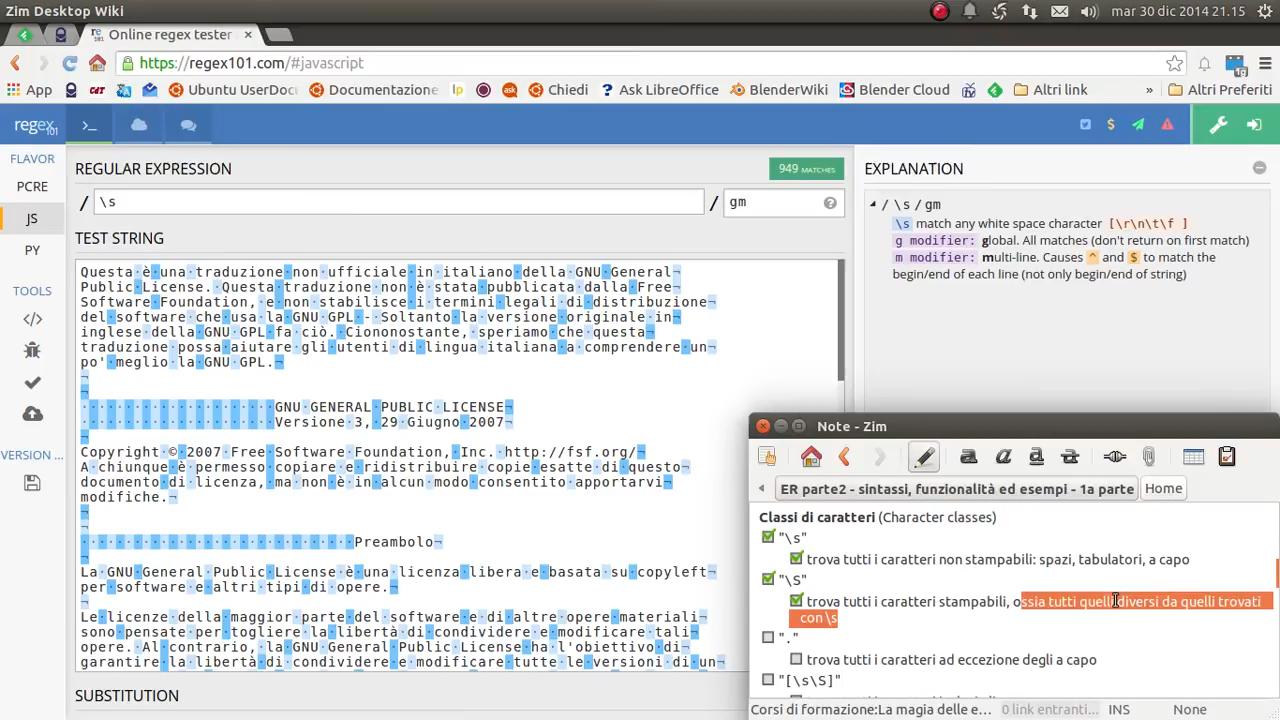 Zim Desktop Wiki
mar 30 dic 2014 21.15
Online regex tester ×
https://regex101.com/#javascript
App
Ubuntu UserDocu
Documentazione
Chiedi
Ask LibreOffice
BlenderWiki
Blender Cloud
Altri link
»
Altri Preferiti
regex 101
FLAVOR
PCRE
JS
PY
TOOLS
VERSION ...
REGULAR EXPRESSION
949 MATCHES
/ \s / gm
TEST STRING
Questa è una traduzione non ufficiale in italiano della GNU General
Public License. Questa traduzione non è stata pubblicata dalla Free
Software Foundation, e non stabilisce i termini legali di distribuzione
del software che usa la GNU GPL - Soltanto la versione originale in
inglese della GNU GPL fa ciò. Ciononostante, speriamo che questa
traduzione possa aiutare gli utenti di lingua italiana a comprendere un
po' meglio la GNU GPL.
GNU GENERAL PUBLIC LICENSE
Versione 3, 29 Giugno 2007
Copyright © 2007 Free Software Foundation, Inc. http://fsf.org/
A chiunque è permesso copiare e ridistribuire copie esatte di questo
documento di licenza, ma non è in alcun modo consentito apportarvi
modifiche.
Preambolo
La GNU General Public License è una licenza libera e basata su copyleft
per software e altri tipi di opere.
Le licenze della maggior parte del software e di altre opere materiali
sono pensate per togliere la libertà di condividere e modificare tali
opere. Al contrario, la GNU General Public License ha l'obiettivo di
garantire la libertà di condividere e modificare tutte le versioni di un
SUBSTITUTION
EXPLANATION
/ \s / gm
\s match any white space character [\r\n\t\f ]
g modifier: global. All matches (don't return on first match)
m modifier: multi-line. Causes ^ and $ to match the
begin/end of each line (not only begin/end of string)
Note - Zim
ER parte2 - sintassi, funzionalità ed esempi - 1a parte
Home
Classi di caratteri (Character classes)
"\s"
trova tutti i caratteri non stampabili: spazi, tabulatori, a capo
"\S"
trova tutti i caratteri stampabili, ossia tutti quelli diversi da quelli trovati
con \s
"."
trova tutti i caratteri ad eccezione degli a capo
"[\s\S]"
Corsi di formazione:La magia delle e...
0 link entranti...
INS
None